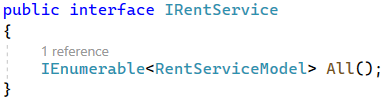 public interface IRentService
{
1 reference
IEnumerable<RentServiceModel> All();
}